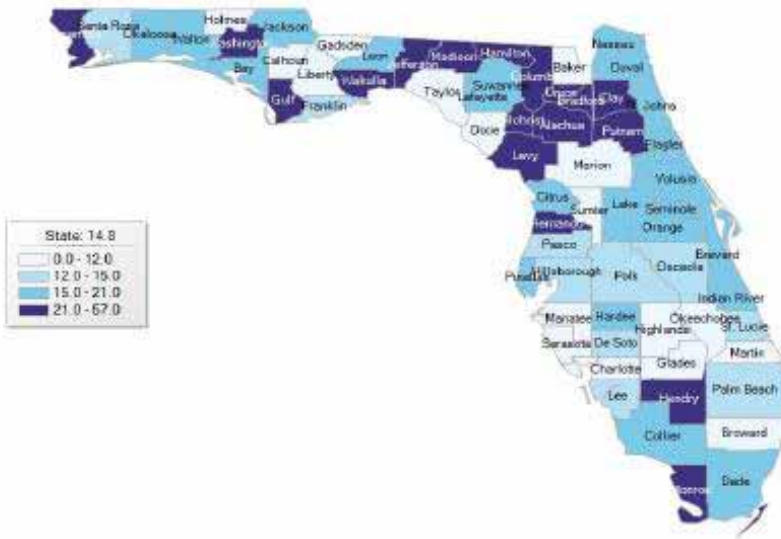 Santa Rosa
Okaloosa
Walton
Holmes
Washington
Jackson
Bay
Calhoun
Gulf
Gadsden
Liberty
Franklin
Leon
Wakulla
Jefferson
Madison
Taylor
Hamilton
Suwannee
Lafayette
Dixie
Columbia
Baker
Union
Bradford
Gilchrist
Alachua
Levy
Nassau
Duval
Clay
Johns
Putnam
Flagler
Marion
Volusia
Citrus
Sumter
Lake
Seminole
Orange
Hernando
Pasco
Pinellas
Hillsborough
Polk
Osceola
Brevard
Indian River
Manatee
Hardee
Highlands
Okeechobee
St. Lucie
Sarasota
De Soto
Martin
Charlotte
Glades
Lee
Hendry
Palm Beach
Collier
Broward
Monroe
Dade
State: 14.8
0.0 - 12.0
12.0 - 15.0
15.0 - 21.0
21.0 - 57.0